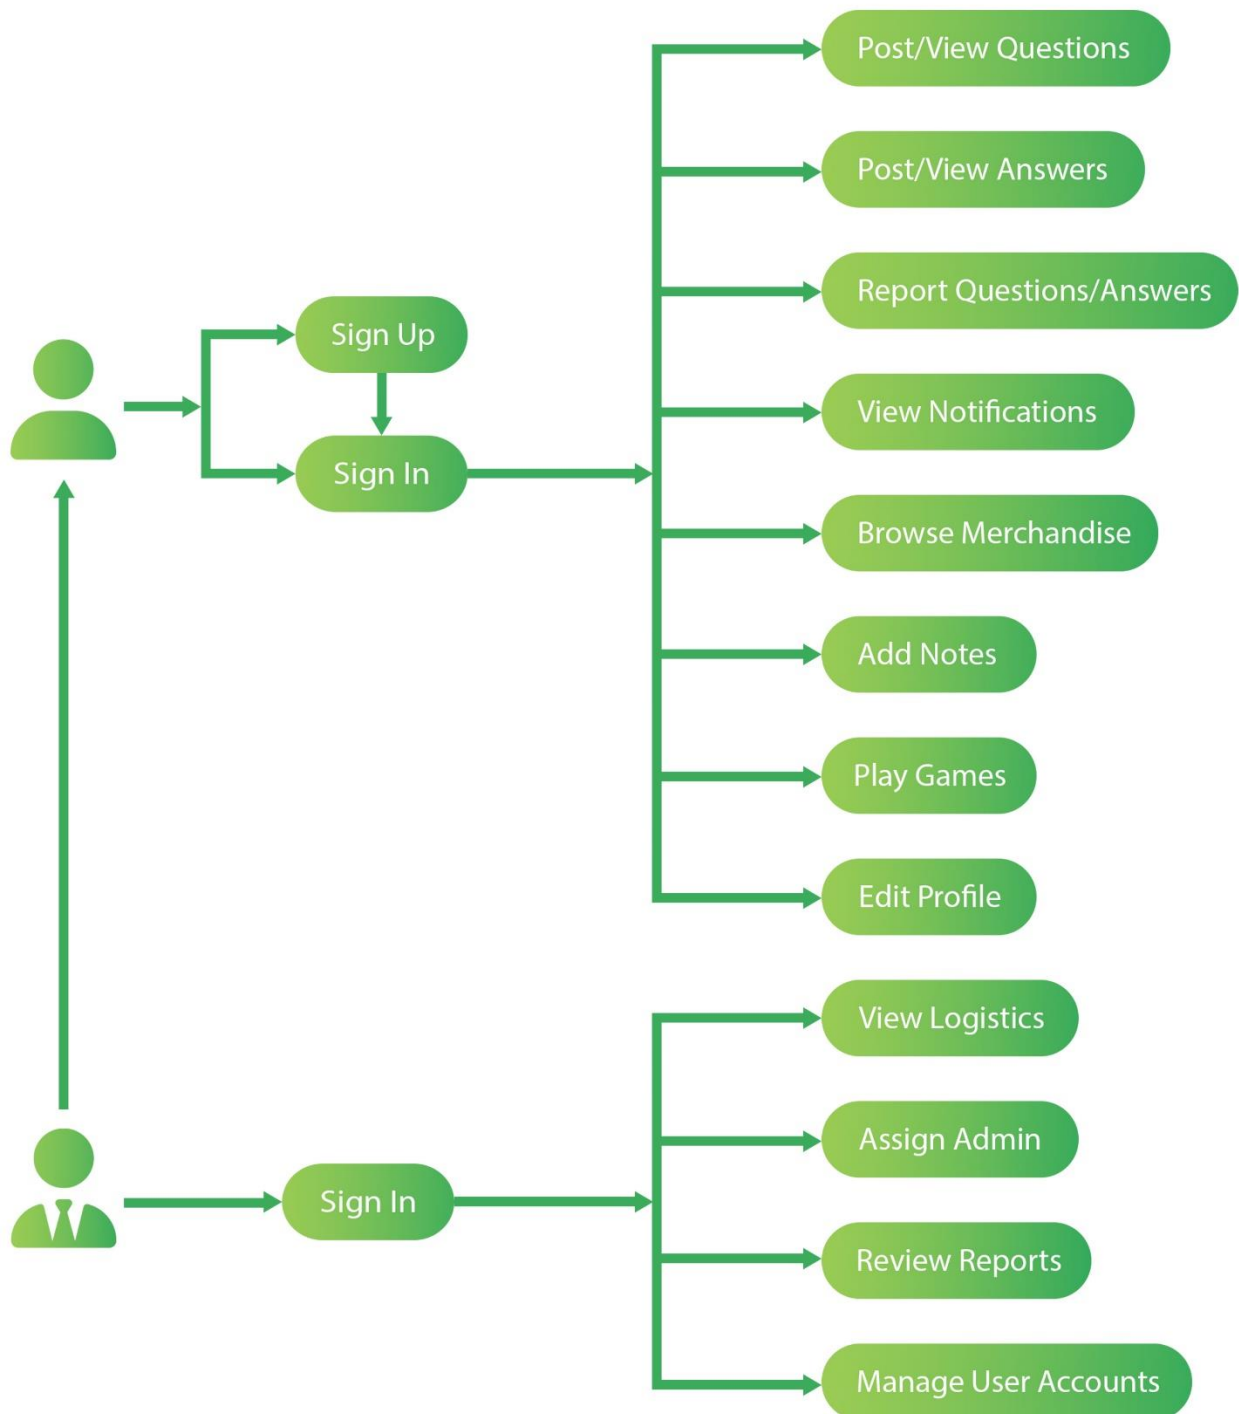 Post/View Questions
Post/View Answers
Report Questions/Answers
Sign Up
View Notifications
Sign In
Browse Merchandise
Add Notes
Play Games
Edit Profile
View Logistics
Assign Admin
Sign In
Review Reports
Manage User Accounts